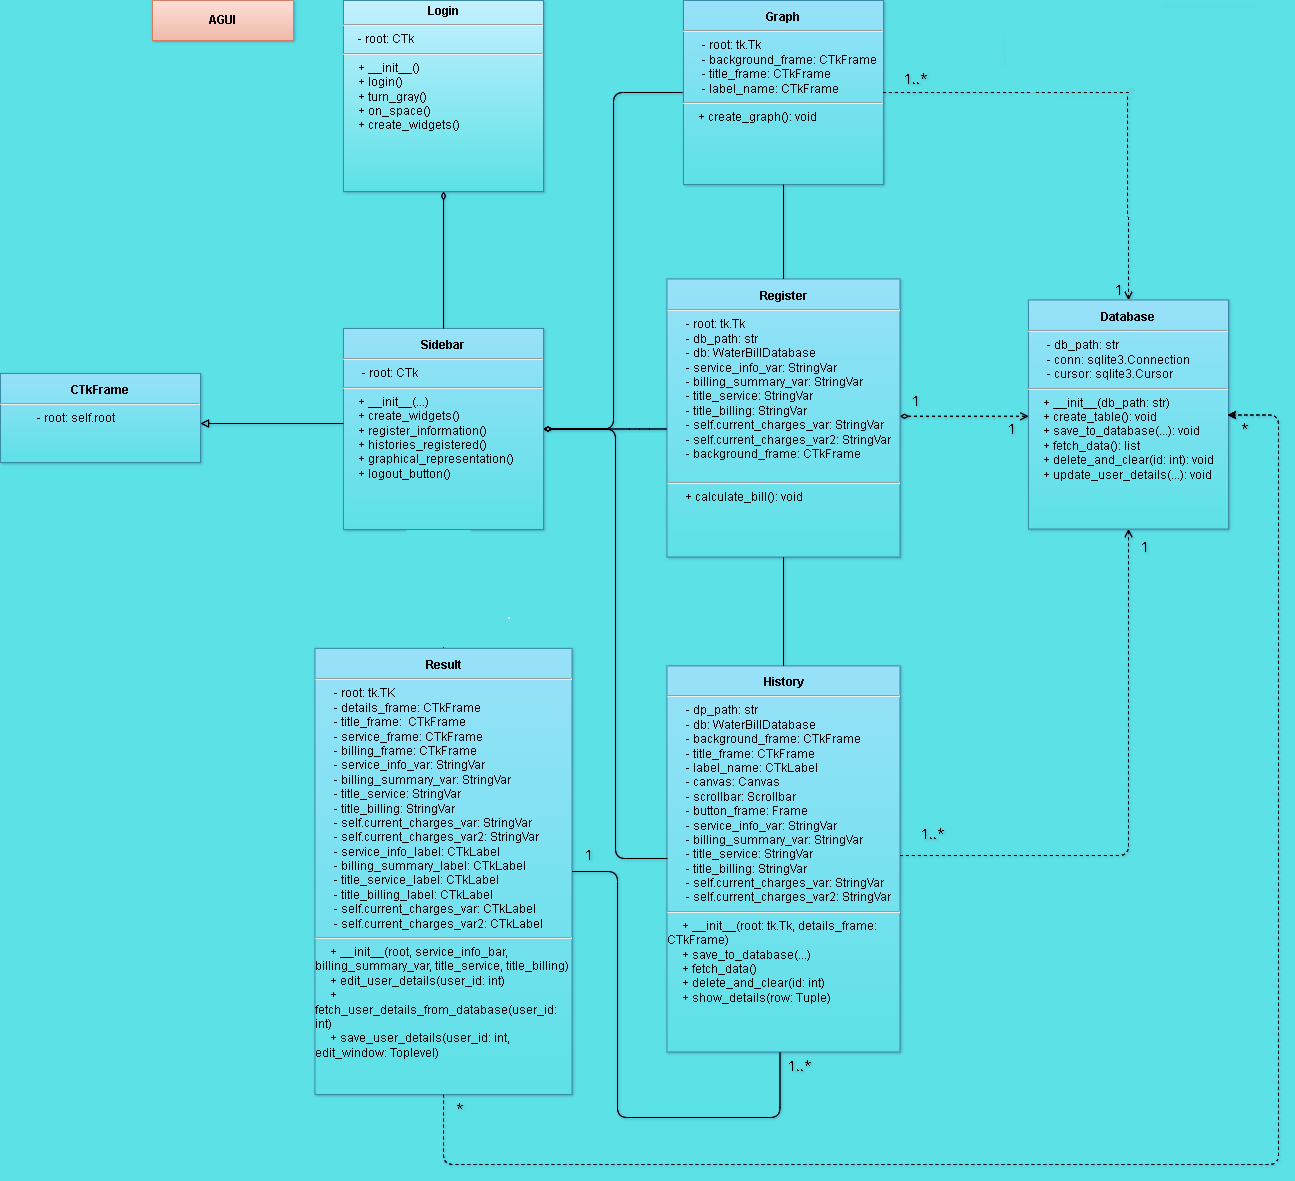 AGUI
Login
- root: CTk
+ __init__()
+ login()
+ turn_gray()
+ on_space()
+ create_widgets()
Graph
- root: tk.Tk
- background_frame: CTkFrame
- title_frame: CTkFrame
- label_name: CTkFrame
+ create_graph(): void
1..*
1
CTkFrame
- root: self.root
Sidebar
- root: CTk
+ __init__(...)
+ create_widgets()
+ register_information()
+ histories_registered()
+ graphical_representation()
+ logout_button()
Register
- root: tk.Tk
- db_path: str
- db: WaterBillDatabase
- service_info_var: StringVar
- billing_summary_var: StringVar
- title_service: StringVar
- title_billing: StringVar
- self.current_charges_var: StringVar
- self.current_charges_var2: StringVar
- background_frame: CTkFrame
+ calculate_bill(): void
1
1
Database
- db_path: str
- conn: sqlite3.Connection
- cursor: sqlite3.Cursor
+ __init__(db_path: str)
+ create_table(): void
+ save_to_database(...): void
+ fetch_data(): list
+ delete_and_clear(id: int): void
+ update_user_details(...): void
*
1
Result
- root: tk.TK
- details_frame: CTkFrame
- title_frame:  CTkFrame
- service_frame: CTkFrame
- billing_frame: CTkFrame
- service_info_var: StringVar
- billing_summary_var: StringVar
- title_service: StringVar
- title_billing: StringVar
- self.current_charges_var: StringVar
- self.current_charges_var2: StringVar
- service_info_label: CTkLabel
- billing_summary_label: CTkLabel
- title_service_label: CTkLabel
- title_billing_label: CTkLabel
- self.current_charges_var: CTkLabel
- self.current_charges_var2: CTkLabel
+ __init__(root, service_info_bar,
billing_summary_var, title_service, title_billing)
+ edit_user_details(user_id: int)
+
fetch_user_details_from_database(user_id:
int)
+ save_user_details(user_id: int,
edit_window: Toplevel)
1
*
History
- dp_path: str
- db: WaterBillDatabase
- background_frame: CTkFrame
- title_frame: CTkFrame
- label_name: CTkLabel
- canvas: Canvas
- scrollbar: Scrollbar
- button_frame: Frame
- service_info_var: StringVar
- billing_summary_var: StringVar
- title_service: StringVar
- title_billing: StringVar
- self.current_charges_var: StringVar
- self.current_charges_var2: StringVar
+ __init__(root: tk.Tk, details_frame:
CTkFrame)
+ save_to_database(...)
+ fetch_data()
+ delete_and_clear(id: int)
+ show_details(row: Tuple)
1..*
1..*